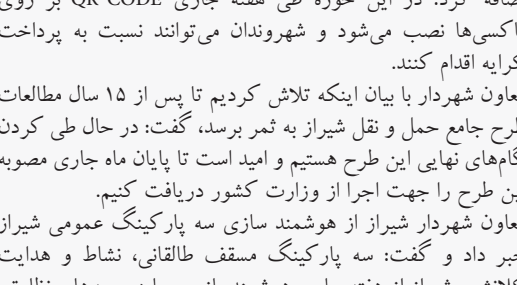 اضافه کرد: در این حوزه طی هفته جاری QR CODE بر روی
تاکسی‌ها نصب می‌شود و شهروندان می‌توانند نسبت به پرداخت
کرایه اقدام کنند.
معاون شهردار با بیان اینکه تلاش کردیم تا پس از ۱۵ سال مطالعات
طرح جامع حمل و نقل شیراز به ثمر برسد، گفت: در حال طی کردن
گام‌های نهایی این طرح هستیم و امید است تا پایان ماه جاری مصوبه
این طرح را جهت اجرا از وزارت کشور دریافت کنیم.
معاون شهردار شیراز از هوشمند سازی سه پارکینگ عمومی شیراز
خبر داد و گفت: سه پارکینگ مسقف طالقانی، نشاط و هدایت